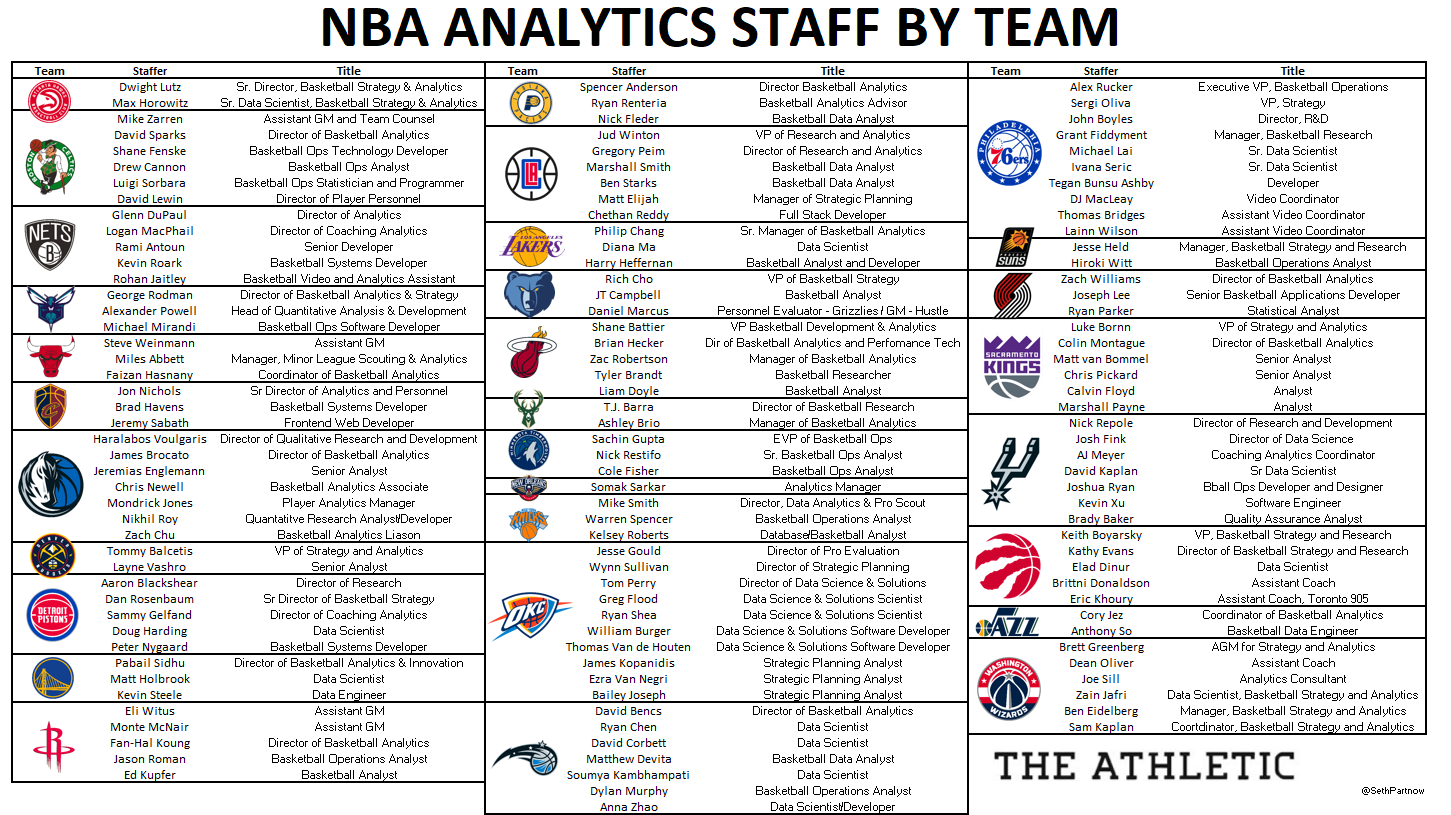 NBA ANALYTICS STAFF BY TEAM
Team Staffer Title
Dwight Lutz Sr. Director, Basketball Strategy & Analytics
Max Horowitz Sr. Data Scientist, Basketball Strategy & Analytics
Mike Zarren Assistant GM and Team Counsel
David Sparks Director of Basketball Analytics
Shane Fenske Basketball Ops Technology Developer
Drew Cannon Basketball Ops Analyst
Luigi Sorbara Basketball Ops Statistician and Programmer
David Lewin Director of Player Personnel
NETS
B
Glenn DuPaul Director of Analytics
Logan MacPhail Director of Coaching Analytics
Rami Antoun Senior Developer
Kevin Roark Basketball Systems Developer
Rohan Jaitley Basketball Video and Analytics Assistant
George Rodman Director of Basketball Analytics & Strategy
Alexander Powell Head of Quantitative Analysis & Development
Michael Mirandi Basketball Ops Software Developer
Steve Weinmann Assistant GM
Miles Abbett Manager, Minor League Scouting & Analytics
Faizan Hasnany Coordinator of Basketball Analytics
Jon Nichols Sr Director of Analytics and Personnel
Brad Havens Basketball Systems Developer
Jeremy Sabath Frontend Web Developer
Haralabos Voulgaris Director of Qualitative Research and Development
James Brocato Director of Basketball Analytics
Jeremias Englemann Senior Analyst
Chris Newell Basketball Analytics Associate
Mondrick Jones Player Analytics Manager
Nikhil Roy Quantatitve Research Analyst/Developer
Zach Chu Basketball Analytics Liason
Tommy Balcetis VP of Strategy and Analytics
Layne Vashro Senior Analyst
DETROIT
PISTONS
Aaron Blackshear Director of Research
Dan Rosenbaum Sr Director of Basketball Strategy
Sammy Gelfand Director of Coaching Analytics
Doug Harding Data Scientist
Peter Nygaard Basketball Systems Developer
Pabail Sidhu Director of Basketball Analytics & Innovation
Matt Holbrook Data Scientist
Kevin Steele Data Engineer
R
Eli Witus Assistant GM
Monte McNair Assistant GM
Fan-Hal Koung Director of Basketball Analytics
Jason Roman Basketball Operations Analyst
Ed Kupfer Basketball Analyst
Team Staffer Title
Spencer Anderson Director Basketball Analytics
Ryan Renteria Basketball Analytics Advisor
Nick Fleder Basketball Data Analyst
Jud Winton VP of Research and Analytics
Gregory Peim Director of Research and Analytics
Marshall Smith Basketball Data Analyst
Ben Starks Basketball Data Analyst
Matt Elijah Manager of Strategic Planning
Chethan Reddy Full Stack Developer
LOS ANGELES
LAKERS
Philip Chang Sr. Manager of Basketball Analytics
Diana Ma Data Scientist
Harry Heffernan Basketball Analyst and Developer
Rich Cho VP of Basketball Strategy
JT Campbell Basketball Analyst
Daniel Marcus Personnel Evaluator - Grizzlies / GM - Hustle
Shane Battier VP Basketball Development & Analytics
Brian Hecker Dir of Basketball Analytics and Perfomance Tech
Zac Robertson Manager of Basketball Analytics
Tyler Brandt Basketball Researcher
Liam Doyle Basketball Analyst
T.J. Barra Director of Basketball Research
Ashley Brio Manager of Basketball Analytics
Sachin Gupta EVP of Basketball Ops
Nick Restifo Sr. Basketball Ops Analyst
Cole Fisher Basketball Ops Analyst
NEW ORLEANS
Somak Sarkar Analytics Manager
Mike Smith Director, Data Analytics & Pro Scout
Warren Spencer Basketball Operations Analyst
Kelsey Roberts Database/Basketball Analyst
OKC
Jesse Gould Director of Pro Evaluation
Wynn Sullivan Director of Strategic Planning
Tom Perry Director of Data Science & Solutions
Greg Flood Data Science & Solutions Scientist
Ryan Shea Data Science & Solutions Scientist
William Burger Data Science & Solutions Software Developer
Thomas Van de Houten Data Science & Solutions Software Developer
James Kopanidis Strategic Planning Analyst
Ezra Van Negri Strategic Planning Analyst
Bailey Joseph Strategic Planning Analyst
David Bencs Director of Basketball Analytics
Ryan Chen Data Scientist
David Corbett Data Scientist
Matthew Devita Basketball Data Analyst
Soumya Kambhampati Data Scientist
Dylan Murphy Basketball Operations Analyst
Anna Zhao Data Scientist/Developer
Team Staffer Title
PHILADELPHIA
76ers
Alex Rucker Executive VP, Basketball Operations
Sergi Oliva VP, Strategy
John Boyles Director, R&D
Grant Fiddyment Manager, Basketball Research
Michael Lai Sr. Data Scientist
Ivana Seric Sr. Data Scientist
Tegan Bunsu Ashby Developer
DJ MacLeay Video Coordinator
Thomas Bridges Assistant Video Coordinator
Lainn Wilson Assistant Video Coordinator
SUNS
Jesse Held Manager, Basketball Strategy and Research
Hiroki Witt Basketball Operations Analyst
Zach Williams Director of Basketball Analytics
Joseph Lee Senior Basketball Applications Developer
Ryan Parker Statistical Analyst
SACRAMENTO
KINGS
Luke Bornn VP of Strategy and Analytics
Colin Montague Director of Basketball Analytics
Matt van Bommel Senior Analyst
Chris Pickard Senior Analyst
Calvin Floyd Analyst
Marshall Payne Analyst
Nick Repole Director of Research and Development
Josh Fink Director of Data Science
AJ Meyer Coaching Analytics Coordinator
David Kaplan Sr Data Scientist
Joshua Ryan Bball Ops Developer and Designer
Kevin Xu Software Engineer
Brady Baker Quality Assurance Analyst
Keith Boyarsky VP, Basketball Strategy and Research
Kathy Evans Director of Basketball Strategy and Research
Elad Dinur Data Scientist
Brittni Donaldson Assistant Coach
Eric Khoury Assistant Coach, Toronto 905
JAZZ
Cory Jez Coordinator of Basketball Analytics
Anthony So Basketball Data Engineer
WASHINGTON
WIZARDS
Brett Greenberg AGM for Strategy and Analytics
Dean Oliver Assistant Coach
Joe Sill Analytics Consultant
Zain Jafri Data Scientist, Basketball Strategy and Analytics
Ben Eidelberg Manager, Basketball Strategy and Analytics
Sam Kaplan Coortdinator, Basketball Strategy and Analytics
THE ATHLETIC
@SethPartnow